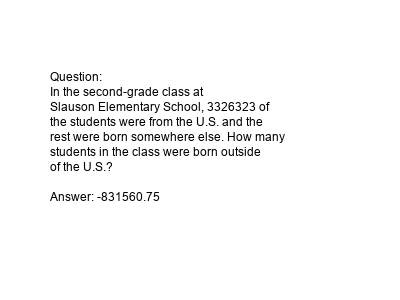 Question:
In the second-grade class at
Slauson Elementary School, 3326323 of
the students were from the U.S. and the
rest were born somewhere else. How many
students in the class were born outside
of the U.S.?
Answer: -831560.75